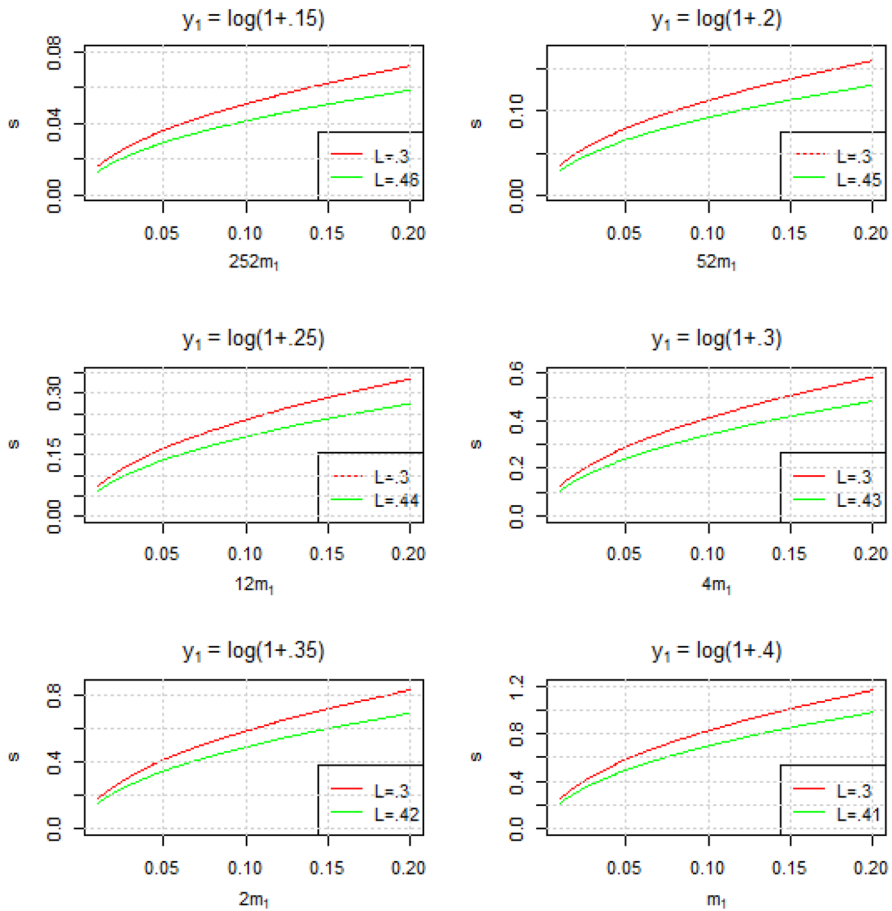 y₁ = log(1+.15)
s
0.00 0.04 0.08
L=.3
L=.46
0.05 0.10 0.15 0.20
252m₁
y₁ = log(1+.2)
s
0.00 0.10
L=.3
L=.45
0.05 0.10 0.15 0.20
52m₁
y₁ = log(1+.25)
s
0.00 0.15 0.30
L=.3
L=.44
0.05 0.10 0.15 0.20
12m₁
y₁ = log(1+.3)
s
0.0 0.2 0.4 0.6
L=.3
L=.43
0.05 0.10 0.15 0.20
4m₁
y₁ = log(1+.35)
s
0.0 0.4 0.8
L=.3
L=.42
0.05 0.10 0.15 0.20
2m₁
y₁ = log(1+.4)
s
0.0 0.4 0.8 1.2
L=.3
L=.41
0.05 0.10 0.15 0.20
m₁